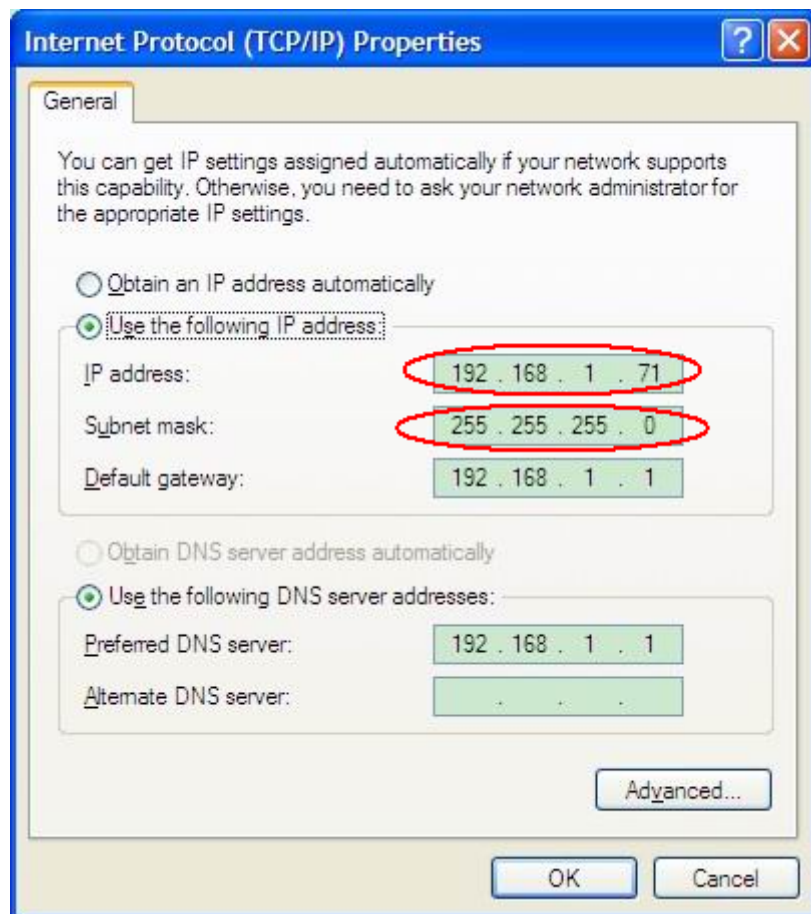 Internet Protocol (TCP/IP) Properties
General
You can get IP settings assigned automatically if your network supports
this capability. Otherwise, you need to ask your network administrator for
the appropriate IP settings.
Obtain an IP address automatically
Use the following IP address:
IP address: 192 . 168 . 1 . 71
Subnet mask: 255 . 255 . 255 . 0
Default gateway: 192 . 168 . 1 . 1
Obtain DNS server address automatically
Use the following DNS server addresses:
Preferred DNS server: 192 . 168 . 1 . 1
Alternate DNS server: . . .
Advanced...
OK Cancel